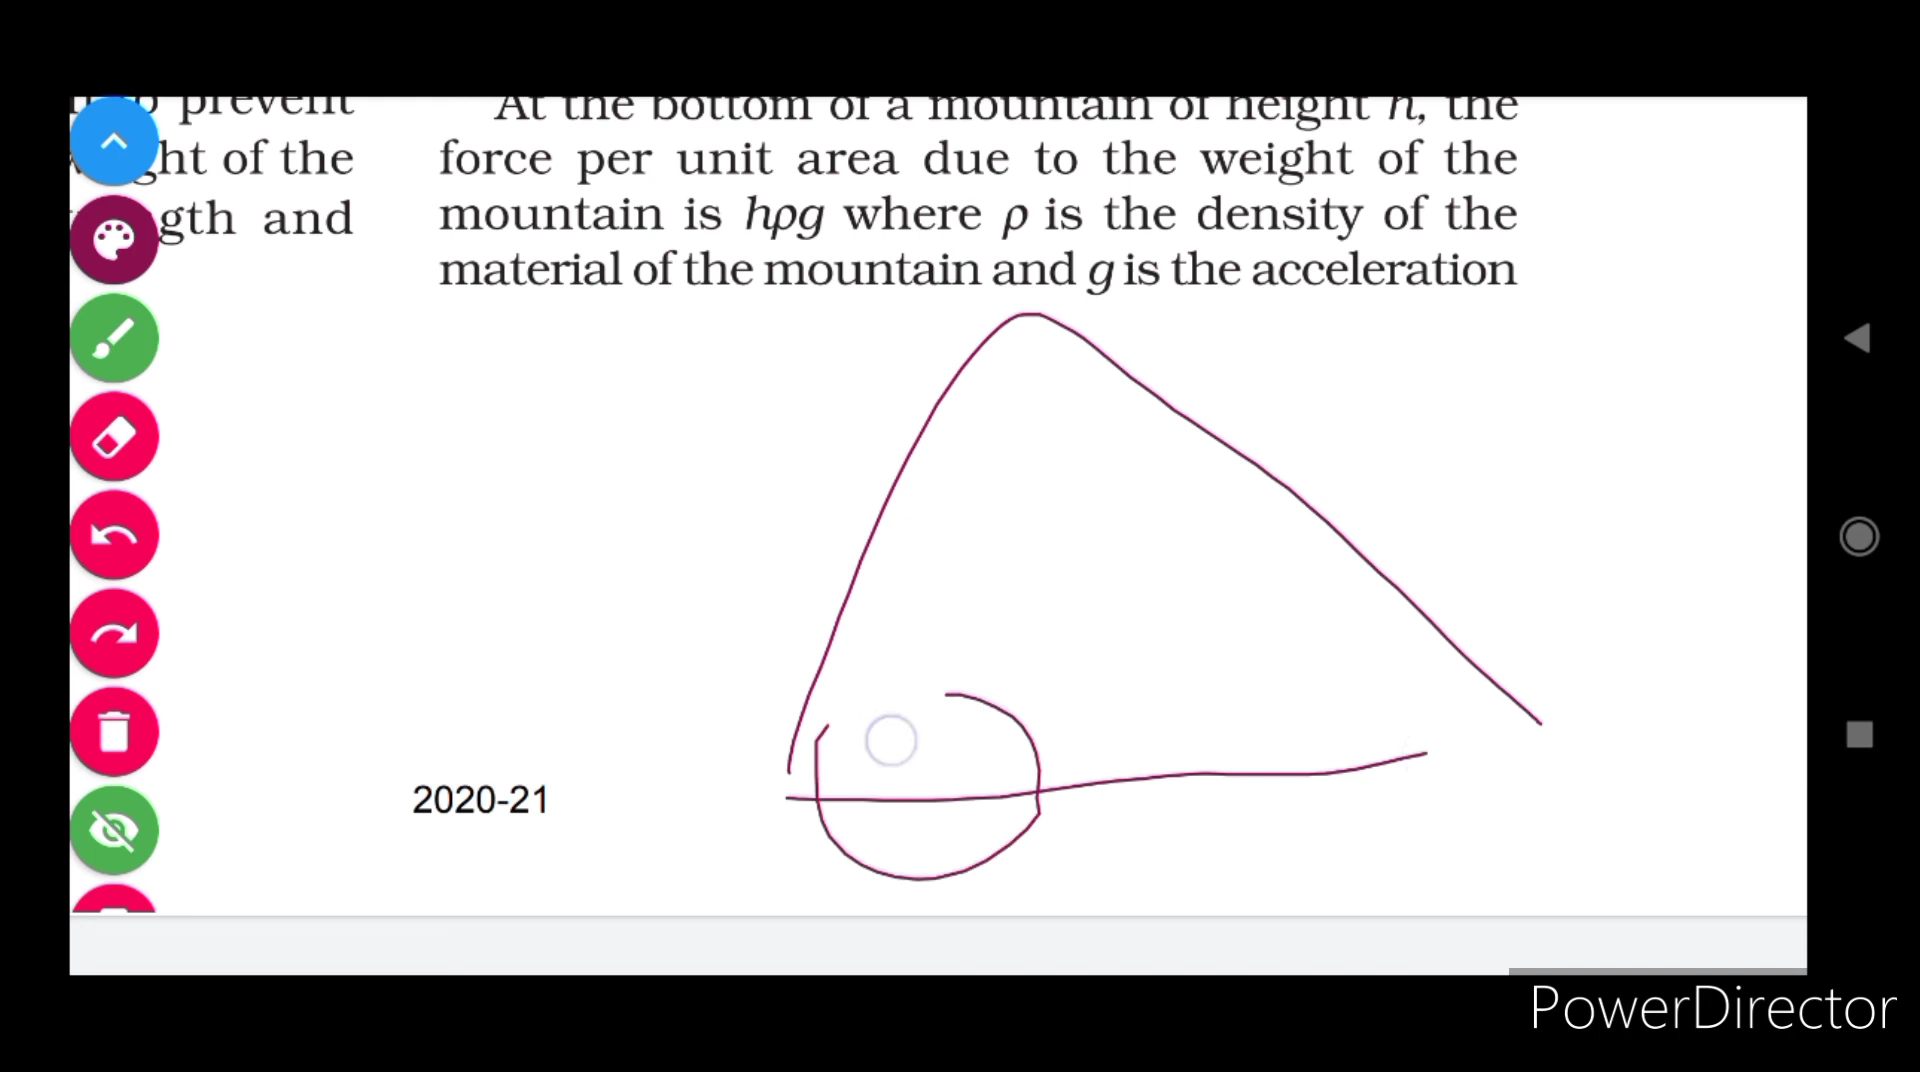 prevent
ht of the
gth and
At the bottom of a mountain of height h, the
force per unit area due to the weight of the
mountain is hρg where ρ is the density of the
material of the mountain and g is the acceleration
2020-21
PowerDirector